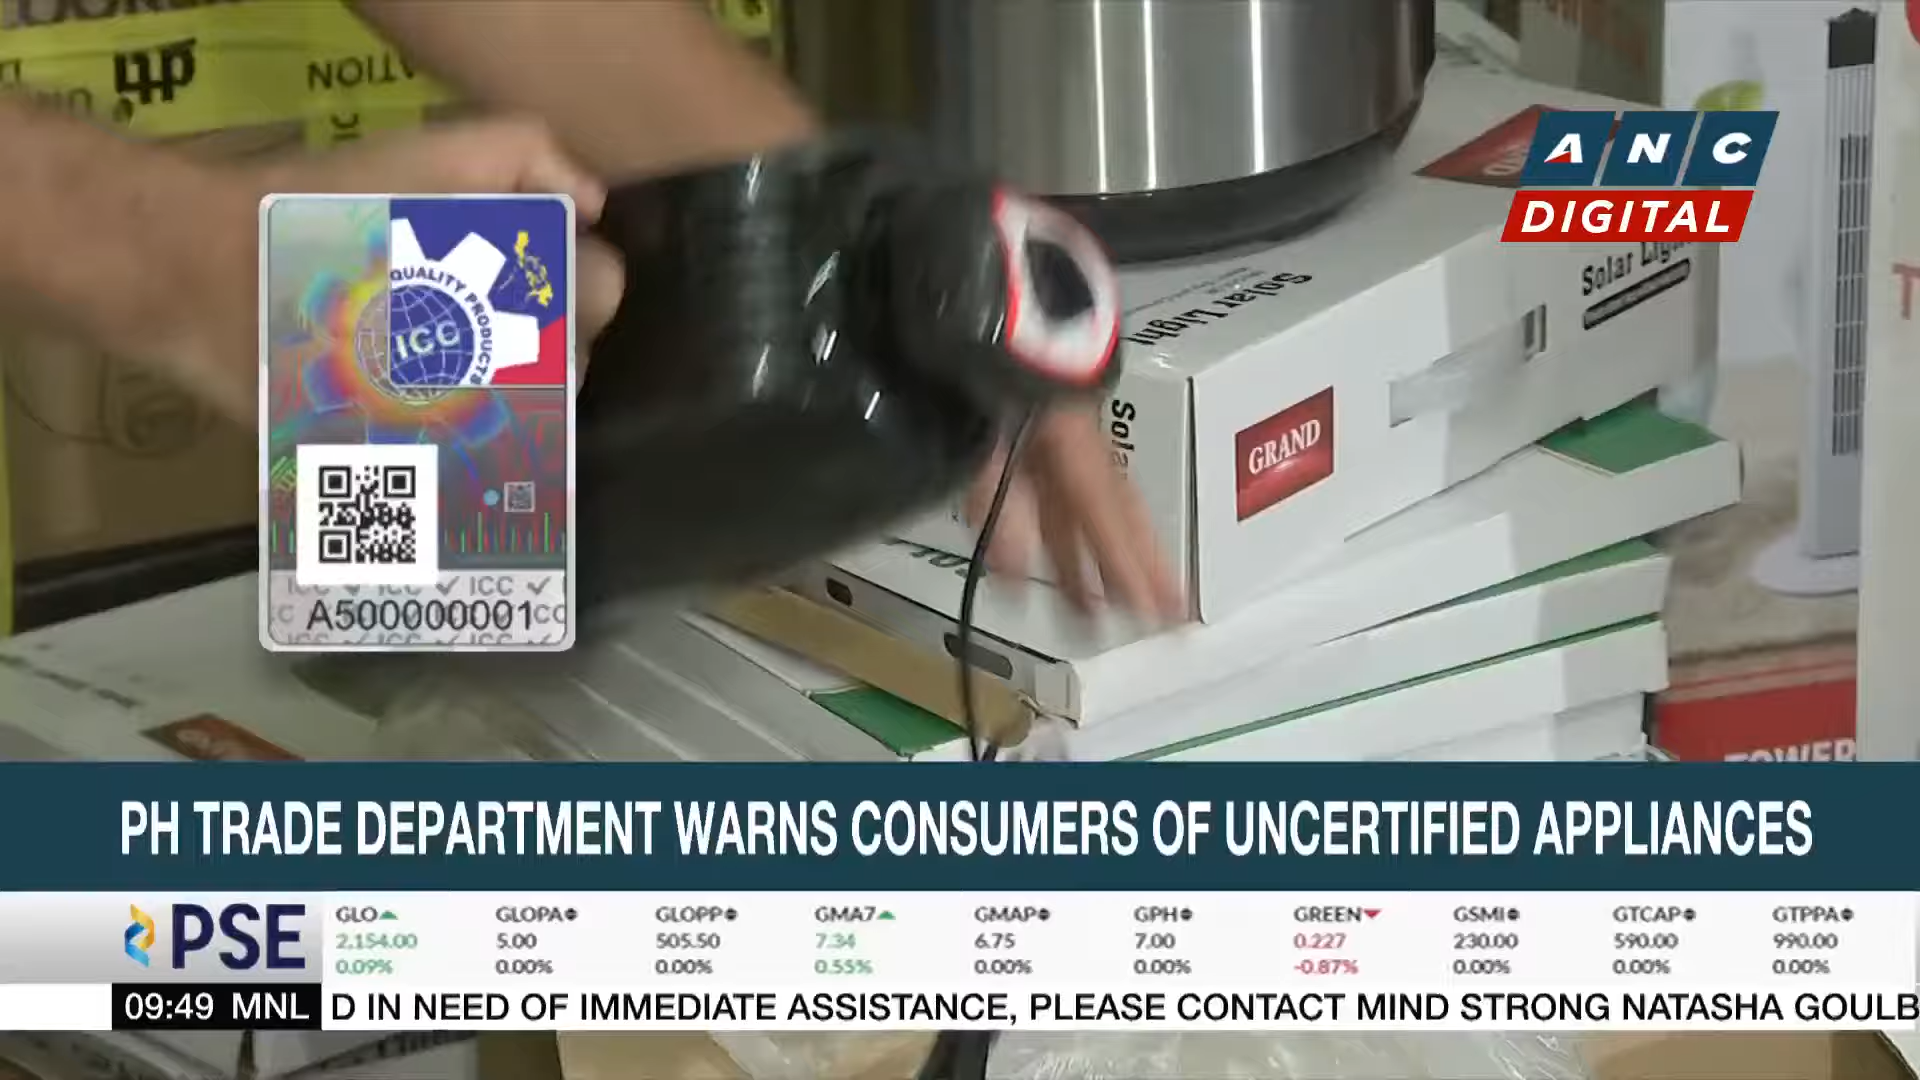 dti
ANC
DIGITAL
Solar Light
Solar Light
QUALITY PRODUCTS
ICC
GRAND
ICC ✓ ICC ✓ ICC ✓
A500000001
TOWER
PH TRADE DEPARTMENT WARNS CONSUMERS OF UNCERTIFIED APPLIANCES
PSE
GLO GLOPA GLOPP GMA7 GMAP GPH GREEN GSMI GTCAP GTPPA
2,154.00 5.00 505.50 7.34 6.75 7.00 0.227 230.00 590.00 990.00
0.09% 0.00% 0.00% 0.55% 0.00% 0.00% -0.87% 0.00% 0.00% 0.00%
09:49 MNL D IN NEED OF IMMEDIATE ASSISTANCE, PLEASE CONTACT MIND STRONG NATASHA GOULB